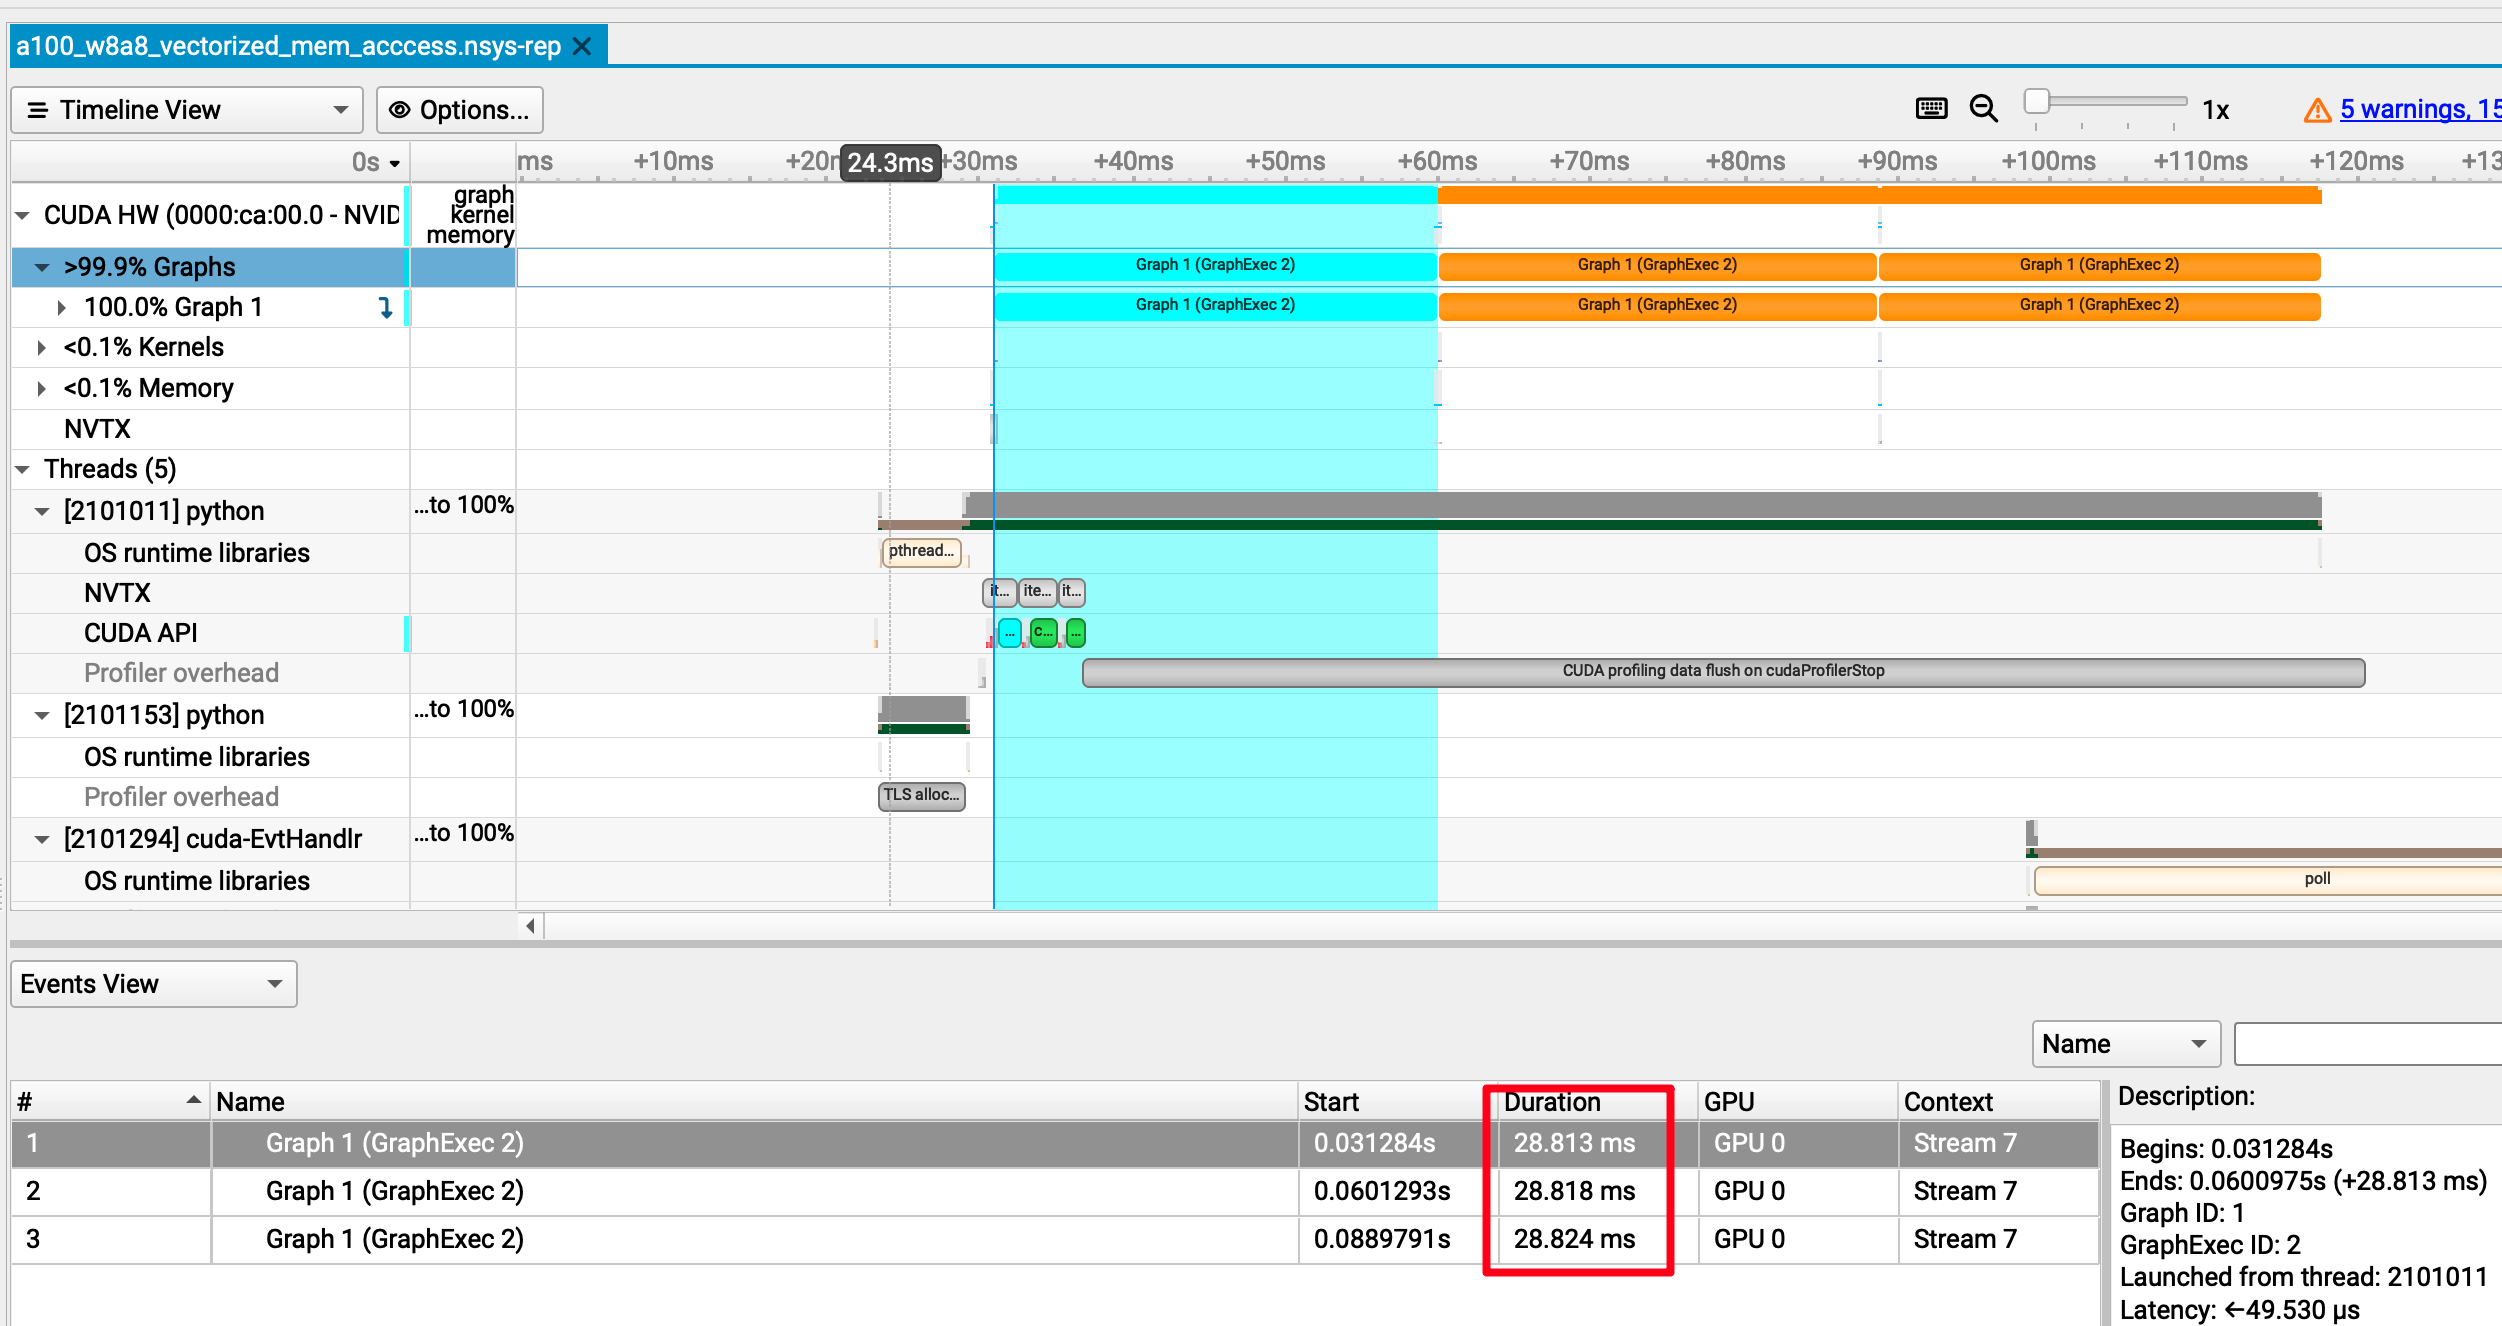 a100_w8a8_vectorized_mem_acccess.nsys-rep
Timeline View
Options...
1x
5 warnings, 15
0s
ms +10ms +20m 24.3ms +30ms +40ms +50ms +60ms +70ms +80ms +90ms +100ms +110ms +120ms +13
CUDA HW (0000:ca:00.0 - NVID
graph
kernel
memory
>99.9% Graphs
Graph 1 (GraphExec 2) Graph 1 (GraphExec 2) Graph 1 (GraphExec 2)
100.0% Graph 1
Graph 1 (GraphExec 2) Graph 1 (GraphExec 2) Graph 1 (GraphExec 2)
<0.1% Kernels
<0.1% Memory
NVTX
Threads (5)
[2101011] python ...to 100%
OS runtime libraries pthread...
NVTX it... ite... it...
CUDA API ... c... ...
Profiler overhead CUDA profiling data flush on cudaProfilerStop
[2101153] python ...to 100%
OS runtime libraries
Profiler overhead TLS alloc...
[2101294] cuda-EvtHandlr ...to 100%
OS runtime libraries poll
Events View
Name
# Name Start Duration GPU Context
1 Graph 1 (GraphExec 2) 0.031284s 28.813 ms GPU 0 Stream 7
2 Graph 1 (GraphExec 2) 0.0601293s 28.818 ms GPU 0 Stream 7
3 Graph 1 (GraphExec 2) 0.0889791s 28.824 ms GPU 0 Stream 7
Description:
Begins: 0.031284s
Ends: 0.0600975s (+28.813 ms)
Graph ID: 1
GraphExec ID: 2
Launched from thread: 2101011
Latency: ←49.530 μs